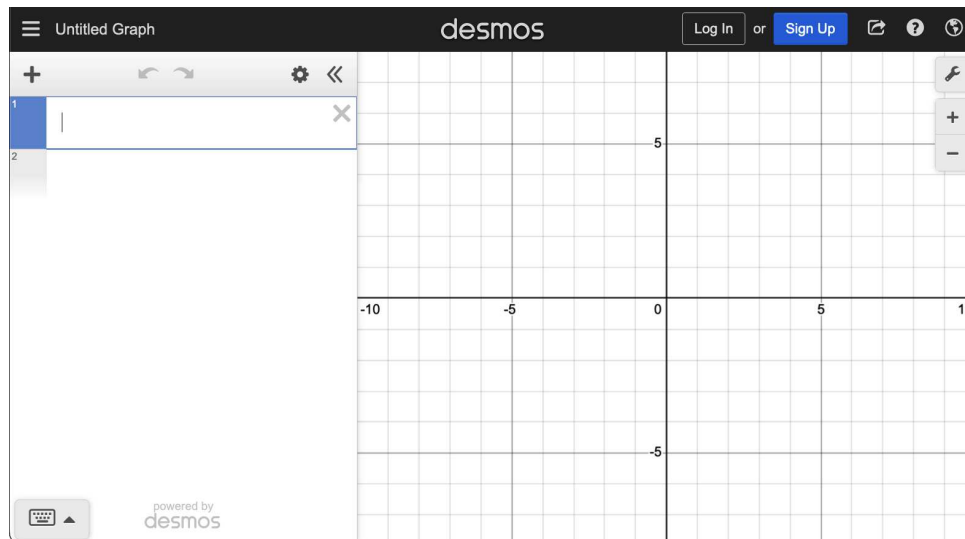 Untitled Graph desmos Log In or Sign Up
1
2
5
-10 -5 0 5 1
-5
powered by
desmos